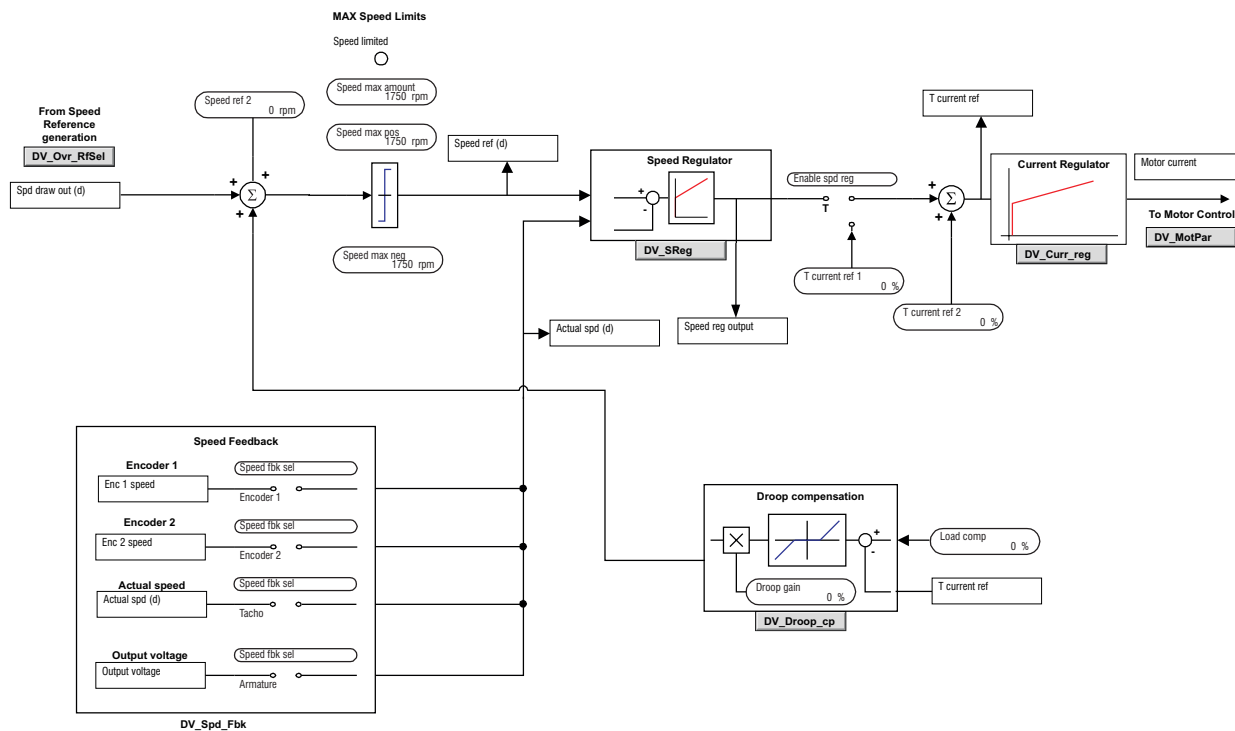 MAX Speed Limits
Speed limited
Speed max amount
1750 rpm
Speed ref 2
0 rpm
From Speed
Reference
generation
DV_Ovr_RfSel
Spd draw out (d)
+
+
+
Σ
Speed max pos
1750 rpm
Speed max neg
1750 rpm
Speed ref (d)
Speed Regulator
+
-
DV_SReg
Enable spd reg
T
T current ref 1
0 %
Speed reg output
Actual spd (d)
T current ref
+
+
Σ
T current ref 2
0 %
Current Regulator
DV_Curr_reg
Motor current
To Motor Control
DV_MotPar
Speed Feedback
Encoder 1
Speed fbk sel
Enc 1 speed
Encoder 1
Encoder 2
Speed fbk sel
Enc 2 speed
Encoder 2
Actual speed
Speed fbk sel
Actual spd (d)
Tacho
Output voltage
Speed fbk sel
Output voltage
Armature
DV_Spd_Fbk
Droop compensation
+
-
Droop gain
0 %
DV_Droop_cp
Load comp
0 %
T current ref